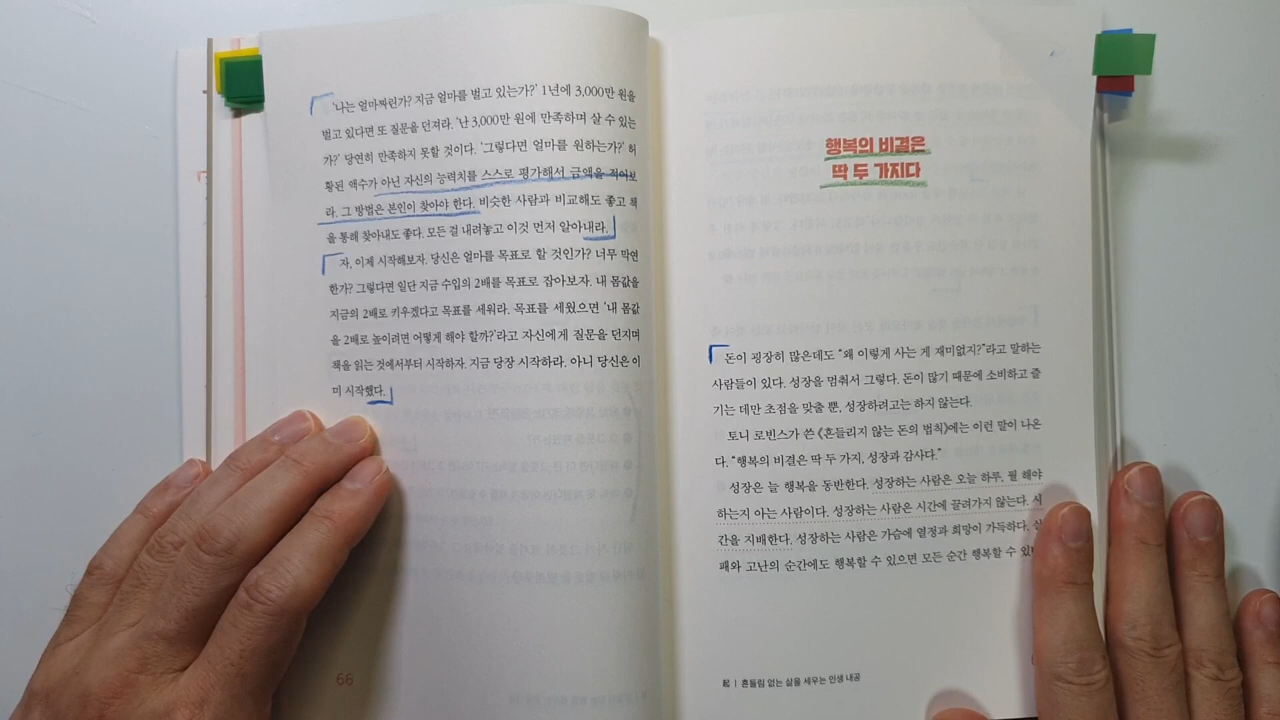 ‘나는 얼마짜린가? 지금 얼마를 벌고 있는가?’ 1년에 3,000만 원을
벌고 있다면 또 질문을 던져라. ‘난 3,000만 원에 만족하며 살 수 있는
가?’ 당연히 만족하지 못할 것이다. ‘그렇다면 얼마를 원하는가?’ 허
황된 액수가 아닌 자신의 능력치를 스스로 평가해서 금액을 적어보
라. 그 방법은 본인이 찾아야 한다. 비슷한 사람과 비교해도 좋고 책
을 통해 찾아내도 좋다. 모든 걸 내려놓고 이것 먼저 알아내라.
자, 이제 시작해보자. 당신은 얼마를 목표로 할 것인가? 너무 막연
한가? 그렇다면 일단 지금 수입의 2배를 목표로 잡아보자. 내 몸값을
지금의 2배로 키우겠다고 목표를 세워라. 목표를 세웠으면 ‘내 몸값
을 2배로 높이려면 어떻게 해야 할까?’라고 자신에게 질문을 던지며
책을 읽는 것에서부터 시작하자. 지금 당장 시작하라. 아니 당신은 이
미 시작했다.
66
행복의 비결은
딱 두 가지다
돈이 굉장히 많은데도 “왜 이렇게 사는 게 재미없지?”라고 말하는
사람들이 있다. 성장을 멈춰서 그렇다. 돈이 많기 때문에 소비하고 즐
기는 데만 초점을 맞출 뿐, 성장하려고는 하지 않는다.
토니 로빈스가 쓴 《흔들리지 않는 돈의 법칙》에는 이런 말이 나온
다. “행복의 비결은 딱 두 가지, 성장과 감사다.”
성장은 늘 행복을 동반한다. 성장하는 사람은 오늘 하루, 뭘 해야
하는지 아는 사람이다. 성장하는 사람은 시간에 끌려가지 않는다. 시
간을 지배한다. 성장하는 사람은 가슴에 열정과 희망이 가득하다. 실
패와 고난의 순간에도 행복할 수 있으면 모든 순간 행복할 수
起 | 흔들림 없는 삶을 세우는 인생 내공